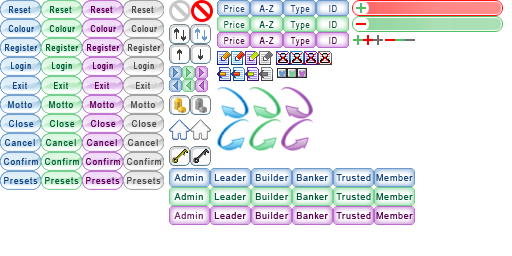 Reset Reset Reset Reset
Colour Colour Colour Colour
Register Register Register Register
Login Login Login Login
Exit Exit Exit Exit
Motto Motto Motto Motto
Close Close Close Close
Cancel Cancel Cancel Cancel
Confirm Confirm Confirm Confirm
Presets Presets Presets Presets
Price A-Z Type ID
Price A-Z Type ID
Price A-Z Type ID
Admin Leader Builder Banker Trusted Member
Admin Leader Builder Banker Trusted Member
Admin Leader Builder Banker Trusted Member